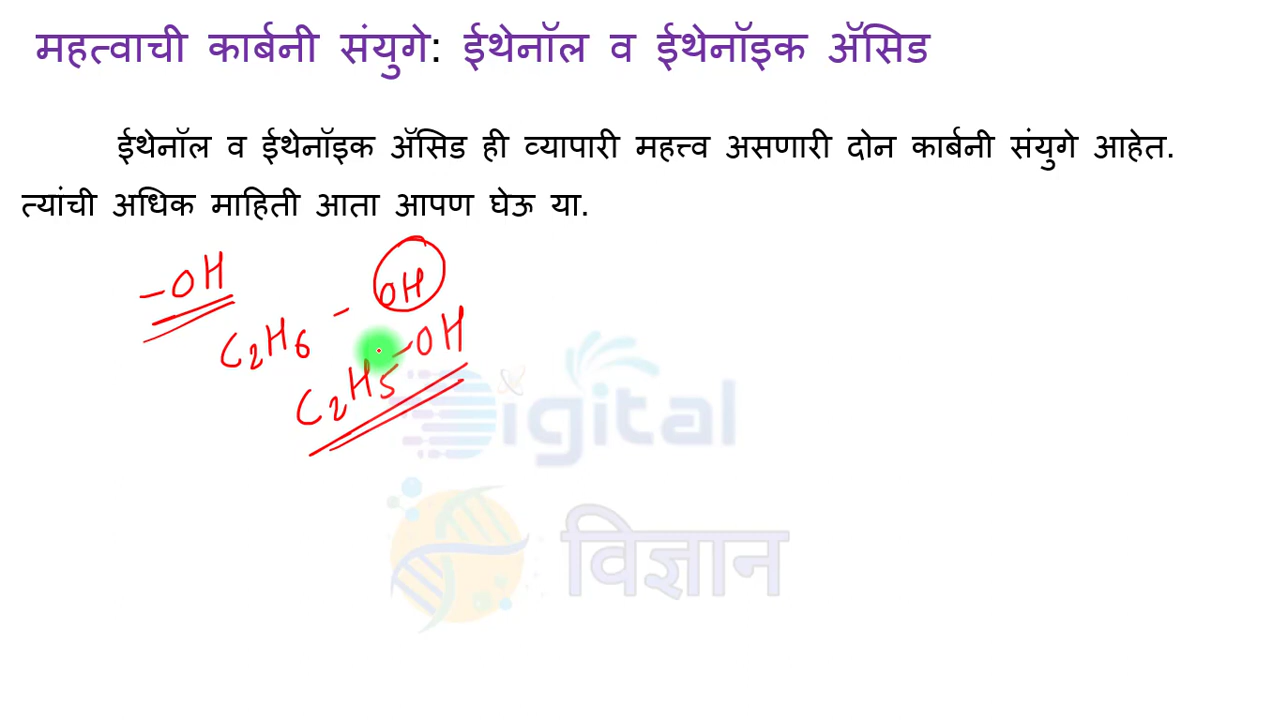 महत्वाची कार्बनी संयुगे: ईथेनॉल व ईथेनॉइक ॲसिड
ईथेनॉल व ईथेनॉइक ॲसिड ही व्यापारी महत्त्व असणारी दोन कार्बनी संयुगे आहेत.
त्यांची अधिक माहिती आता आपण घेऊ या.
-OH
C2H6 - OH
C2H5-OH
Digital
विज्ञान